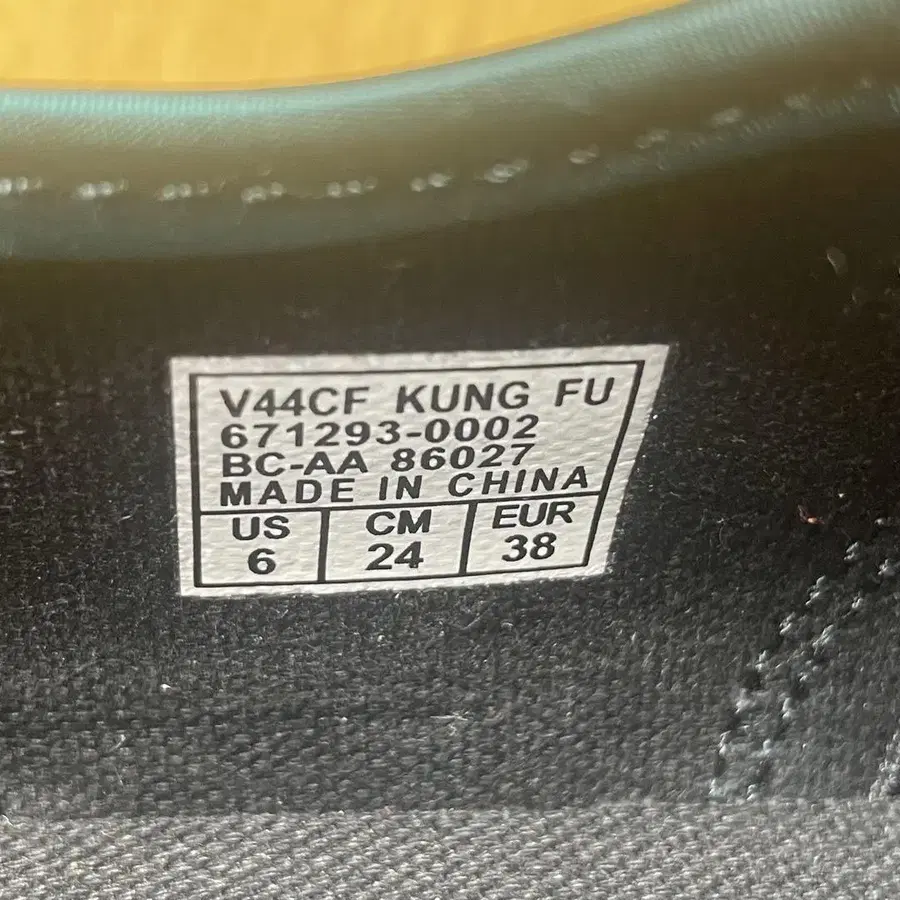 V44CF KUNG FU
671293-0002
BC-AA 86027
MADE IN CHINA
US CM EUR
6 24 38